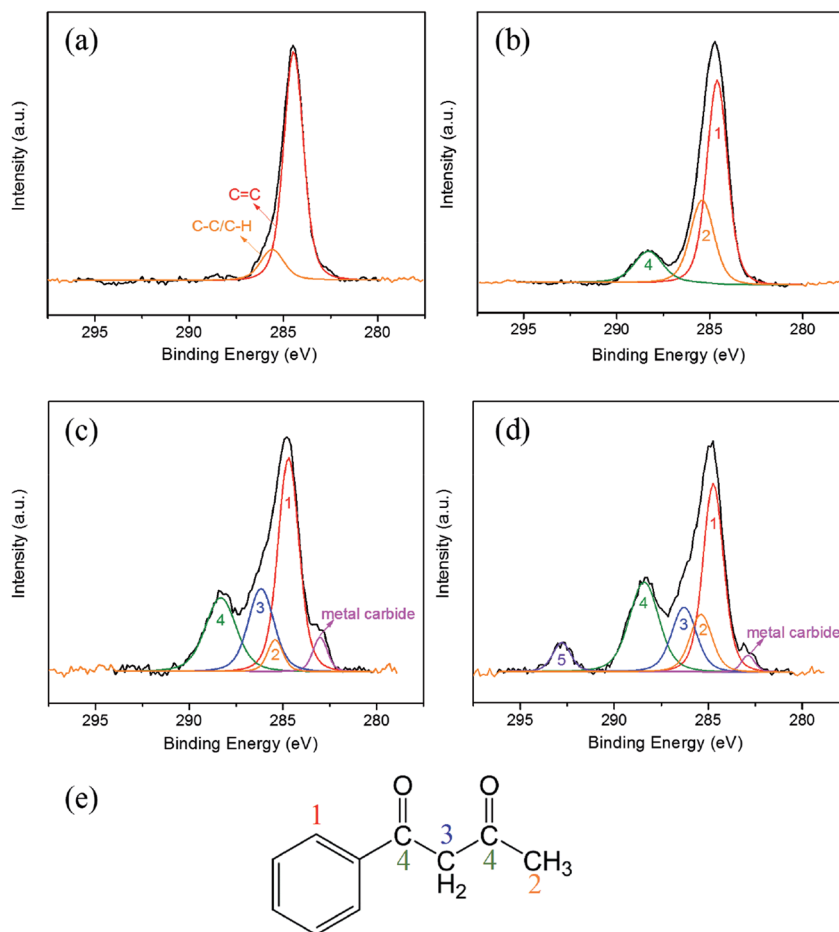 (a)
Intensity (a.u.)
C=C
C-C/C-H
295 290 285 280
Binding Energy (eV)
(b)
Intensity (a.u.)
1
2
4
295 290 285 280
Binding Energy (eV)
(c)
Intensity (a.u.)
1
3
4
2
metal carbide
295 290 285 280
Binding Energy (eV)
(d)
Intensity (a.u.)
1
4
3
2
5
metal carbide
295 290 285 280
Binding Energy (eV)
(e)
O O
1 3
C C C CH3
4 H2 4 2